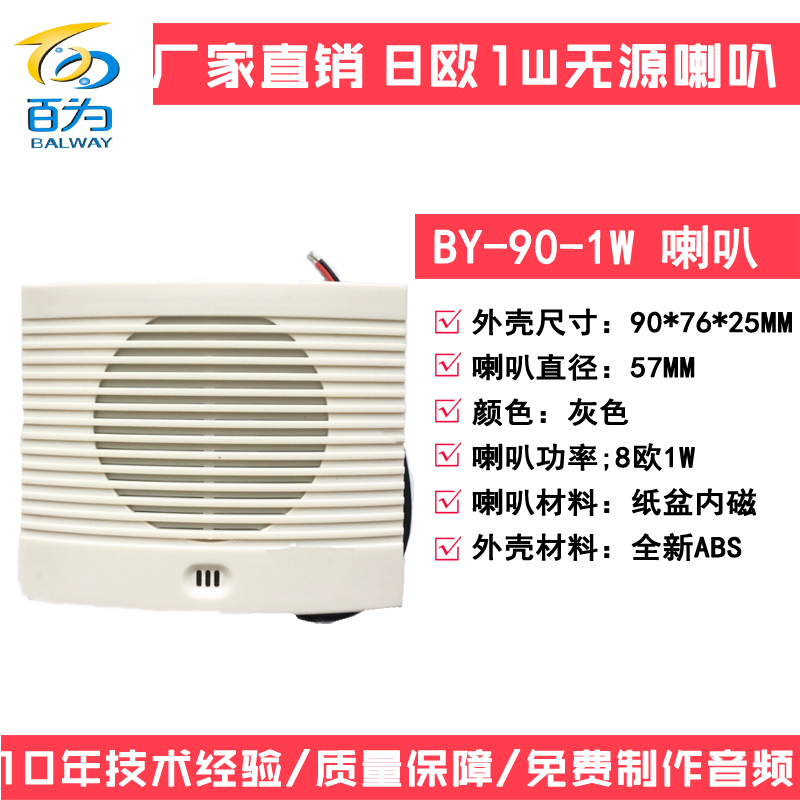 厂家直销 8欧1W无源喇叭
百为
BALWAY
BY-90-1W 喇叭
外壳尺寸：90*76*25MM
喇叭直径：57MM
颜色：灰色
喇叭功率;8欧1W
喇叭材料：纸盆内磁
外壳材料：全新ABS
10年技术经验/质量保障/免费制作音频